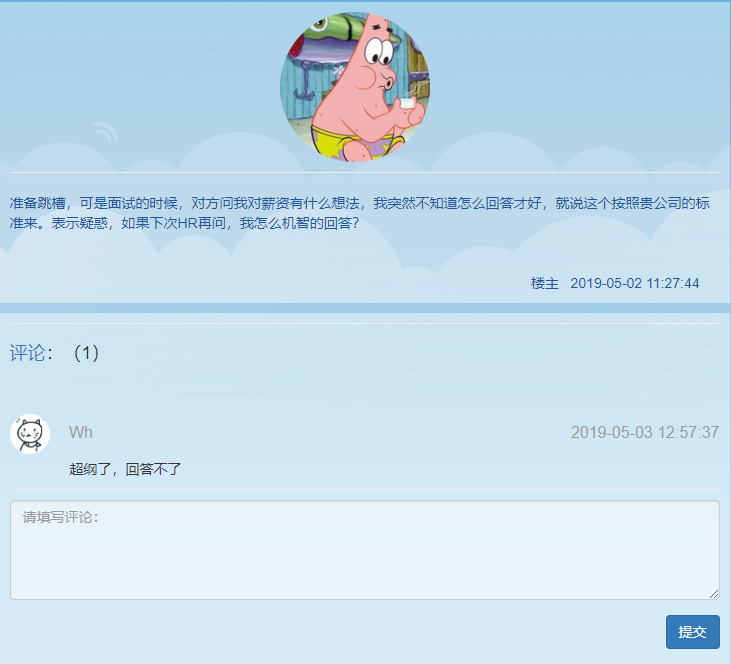 准备跳槽，可是面试的时候，对方问我对薪资有什么想法，我突然不知道怎么回答才好，就说这个按照贵公司的标
准来。表示疑惑，如果下次HR再问，我怎么机智的回答？
楼主 2019-05-02 11:27:44
评论：（1）
Wh 2019-05-03 12:57:37
超纲了，回答不了
请填写评论：
提交